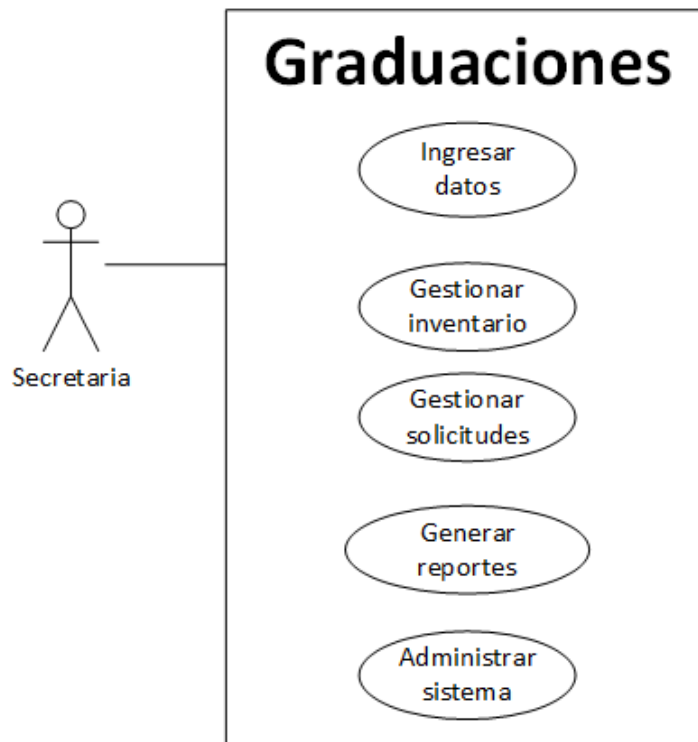 Graduaciones
Ingresar
datos
Gestionar
inventario
Secretaria
Gestionar
solicitudes
Generar
reportes
Administrar
sistema